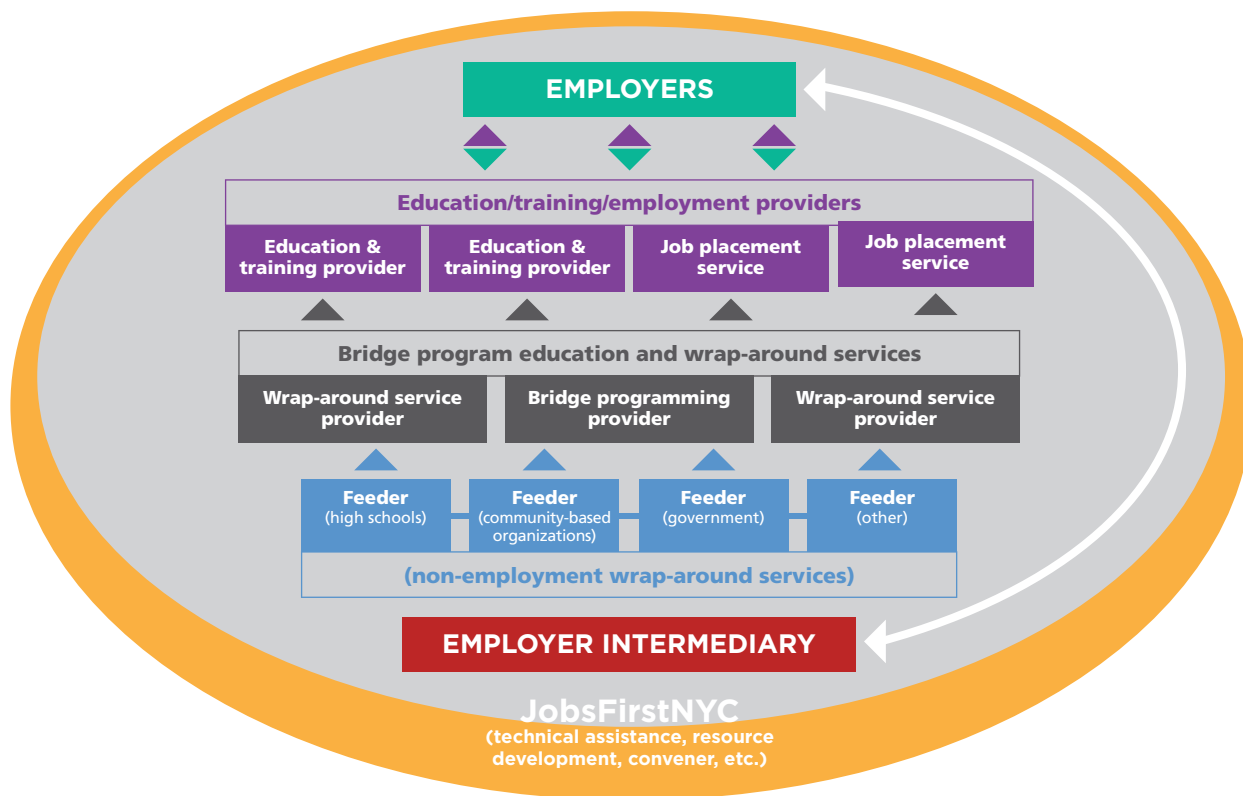 EMPLOYERS
Education/training/employment providers
Education &
training provider
Education &
training provider
Job placement
service
Job placement
service
Bridge program education and wrap-around services
Wrap-around service
provider
Bridge programming
provider
Wrap-around service
provider
Feeder
(high schools)
Feeder
(community-based
organizations)
Feeder
(government)
Feeder
(other)
(non-employment wrap-around services)
EMPLOYER INTERMEDIARY
JobsFirstNYC
(technical assistance, resource
development, convener, etc.)